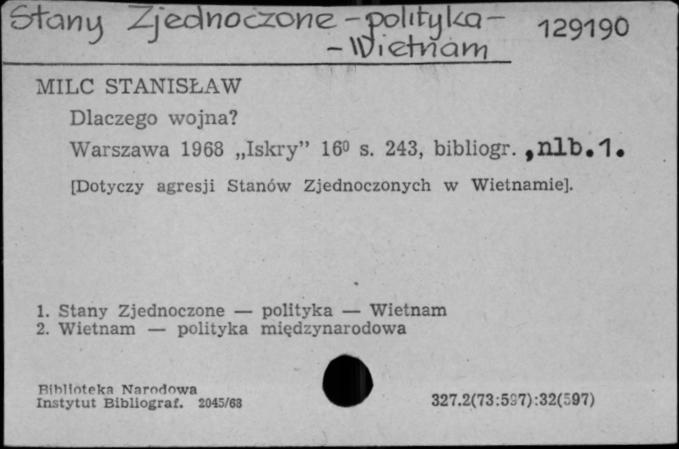 Stany Zjednoczone - polityka -
- Wietnam
129190
MILC STANISŁAW
Dlaczego wojna?
Warszawa 1968 „Iskry” 16⁰ s. 243, bibliogr. , nlb. 1.
[Dotyczy agresji Stanów Zjednoczonych w Wietnamie].
1. Stany Zjednoczone — polityka — Wietnam
2. Wietnam — polityka międzynarodowa
Biblioteka Narodowa
Instytut Bibliograf. 2045/68
327.2(73:597):32(597)